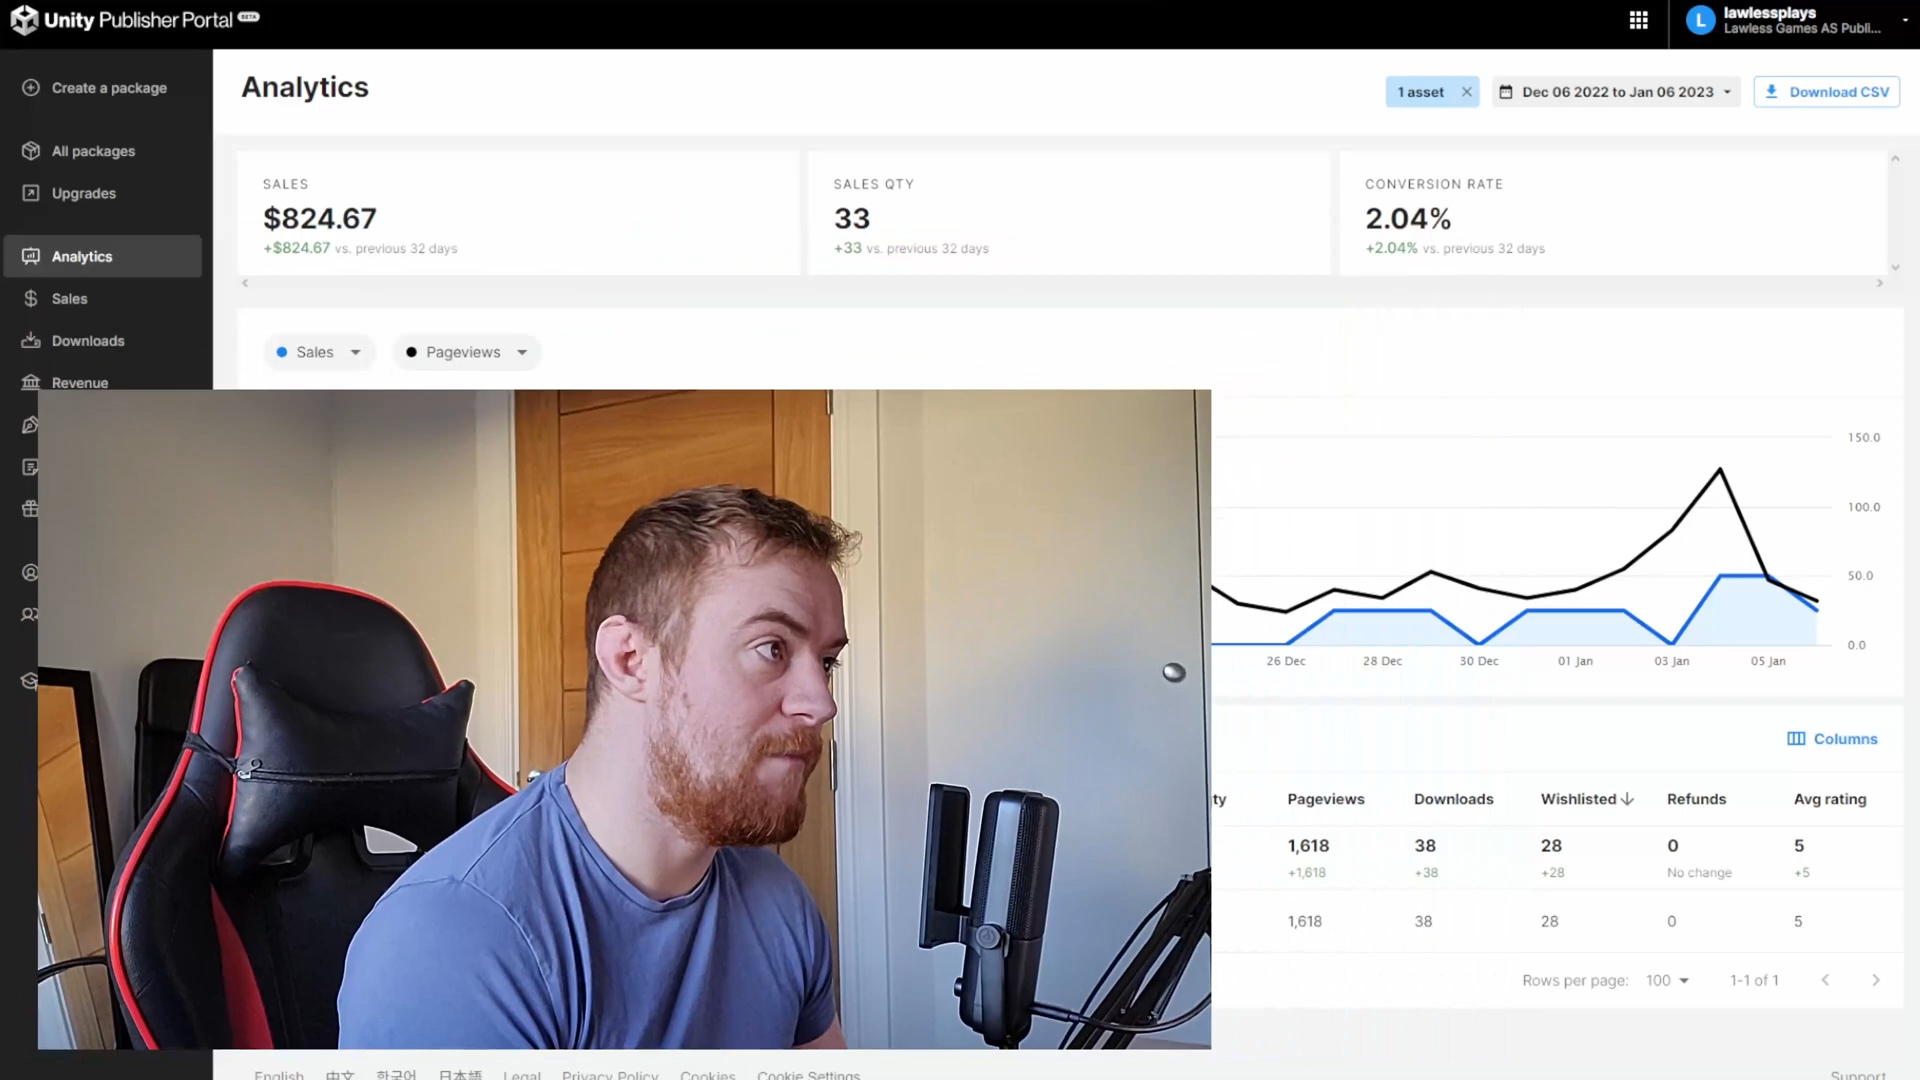 Unity Publisher Portal BETA
lawlessplays
Lawless Games AS Publi...
L
Create a package
All packages
Upgrades
Analytics
Sales
Downloads
Revenue
Analytics
1 asset
Dec 06 2022 to Jan 06 2023
Download CSV
SALES
$824.67
+$824.67 vs. previous 32 days
SALES QTY
33
+33 vs. previous 32 days
CONVERSION RATE
2.04%
+2.04% vs. previous 32 days
Sales
Pageviews
150.0
100.0
50.0
0.0
26 Dec
28 Dec
30 Dec
01 Jan
03 Jan
05 Jan
Columns
ty
Pageviews
Downloads
Wishlisted
Refunds
Avg rating
1,618
38
28
0
5
+1,618
+38
+28
No change
+5
1,618
38
28
0
5
Rows per page: 100
1-1 of 1
English 中文 한국어 日本語 Legal Privacy Policy Cookies Cookie Settings
Support